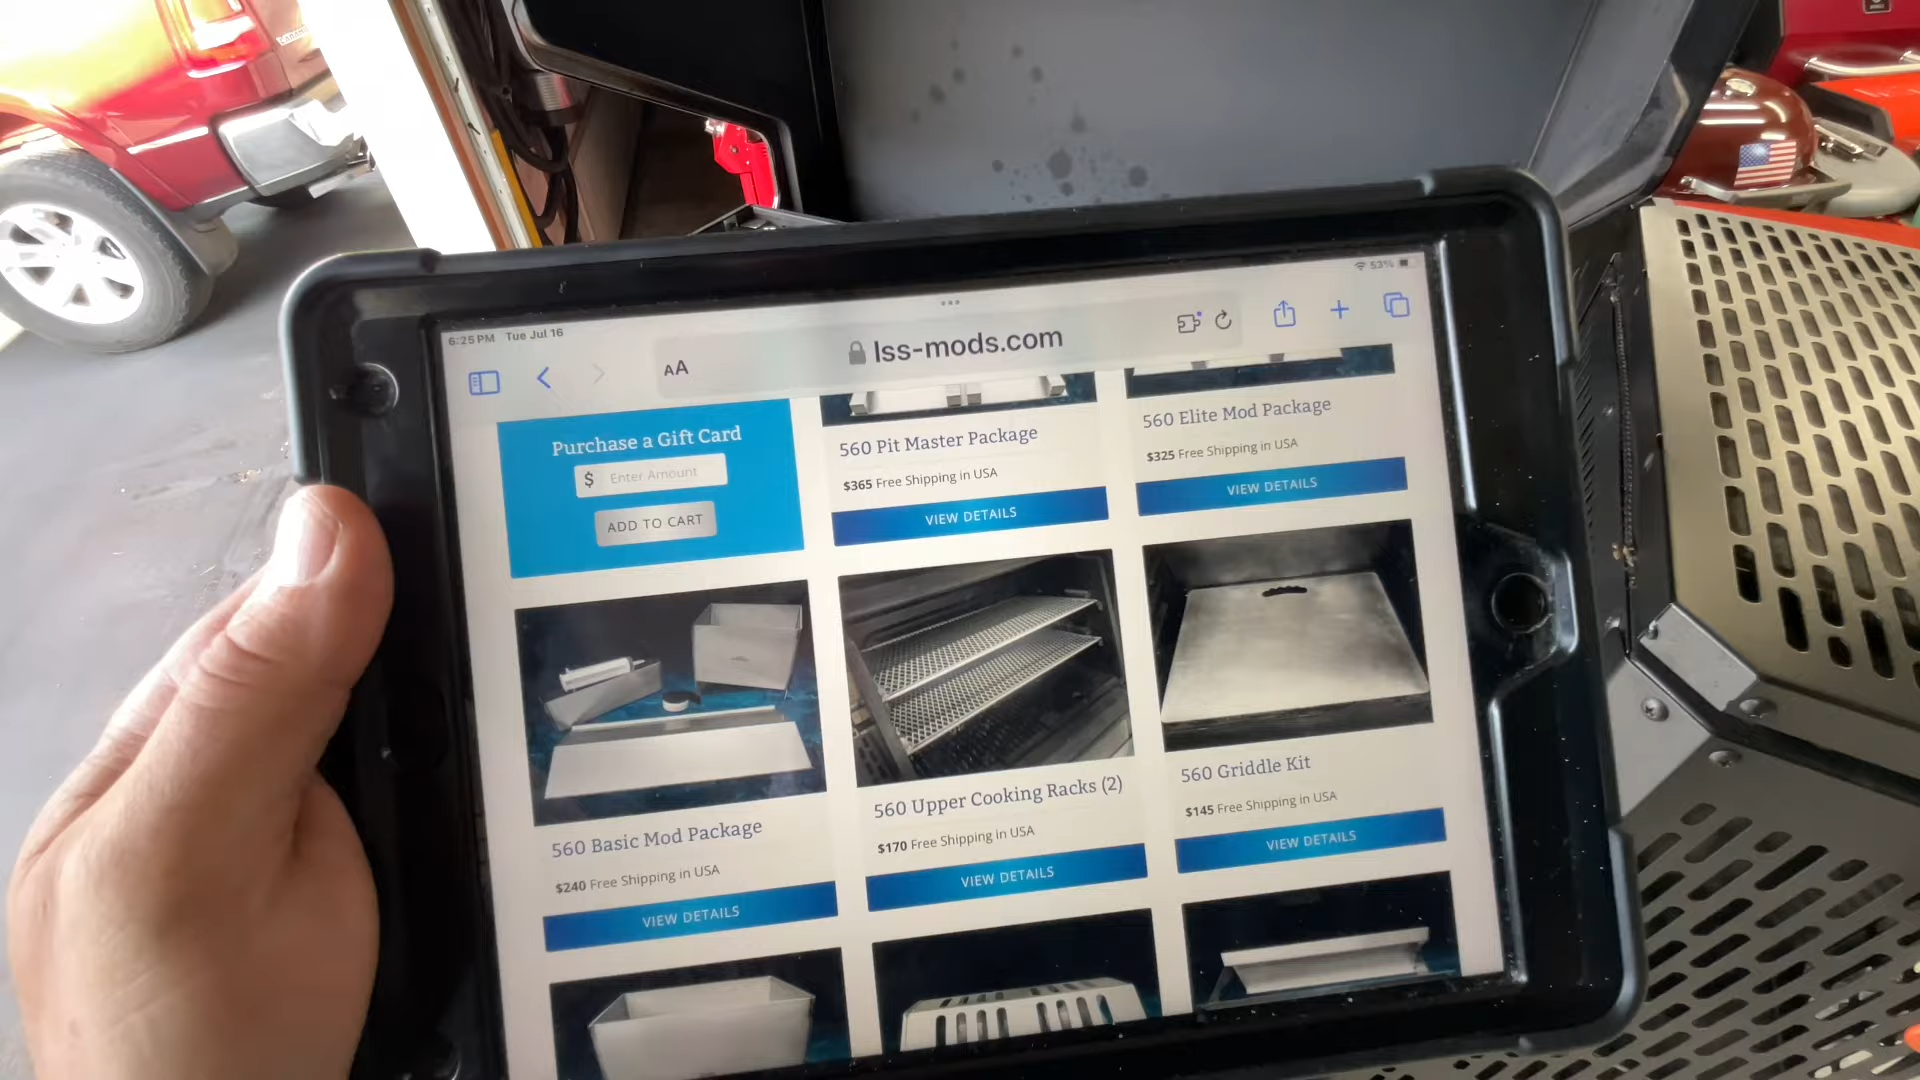 6:25 PM Tue Jul 16
53%
AA
lss-mods.com
Purchase a Gift Card
$ Enter Amount
ADD TO CART
560 Pit Master Package
$365 Free Shipping in USA
VIEW DETAILS
560 Elite Mod Package
$325 Free Shipping in USA
VIEW DETAILS
560 Basic Mod Package
$240 Free Shipping in USA
VIEW DETAILS
560 Upper Cooking Racks (2)
$170 Free Shipping in USA
VIEW DETAILS
560 Griddle Kit
$145 Free Shipping in USA
VIEW DETAILS